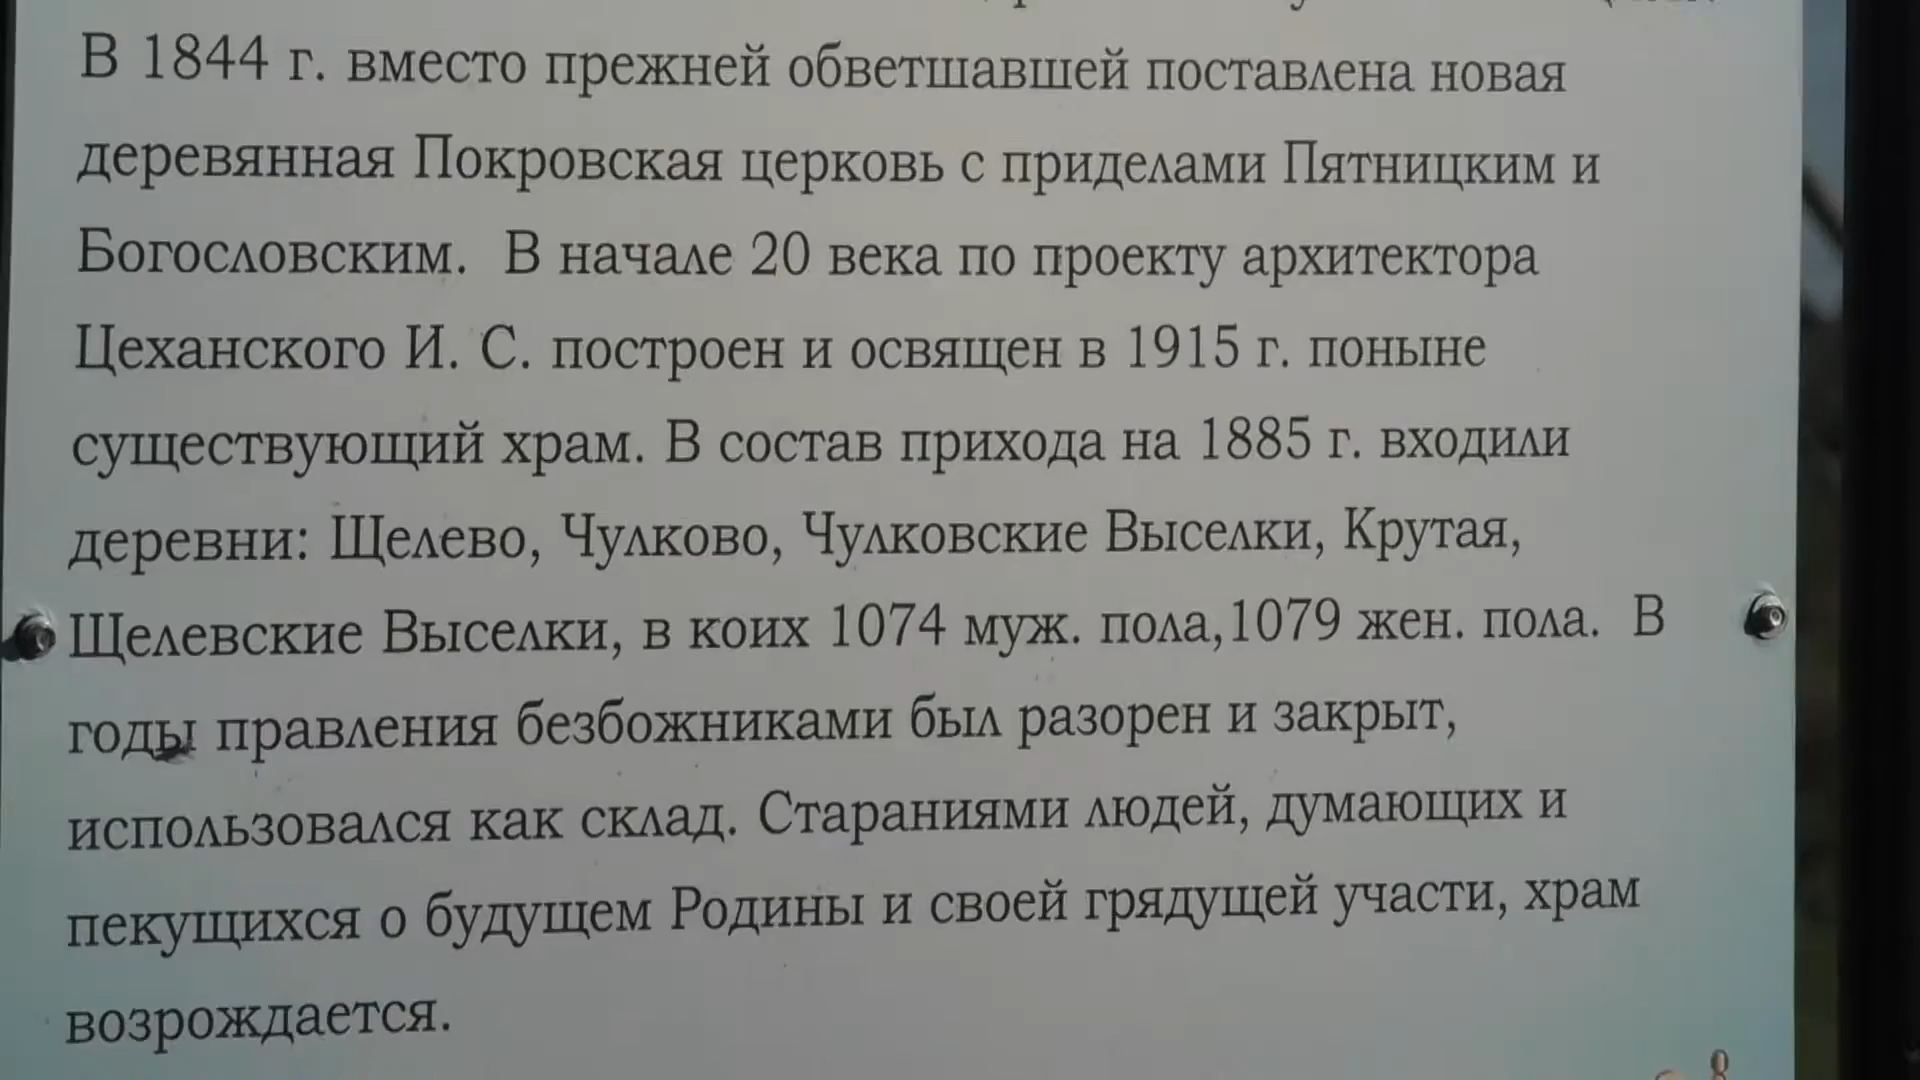 В 1844 г. вместо прежней обветшавшей поставлена новая
деревянная Покровская церковь с приделами Пятницким и
Богословским. В начале 20 века по проекту архитектора
Цеханского И. С. построен и освящен в 1915 г. поныне
существующий храм. В состав прихода на 1885 г. входили
деревни: Щелево, Чулково, Чулковские Выселки, Крутая,
Щелевские Выселки, в коих 1074 муж. пола,1079 жен. пола. В
годы правления безбожниками был разорен и закрыт,
использовался как склад. Стараниями людей, думающих и
пекущихся о будущем Родины и своей грядущей участи, храм
возрождается.